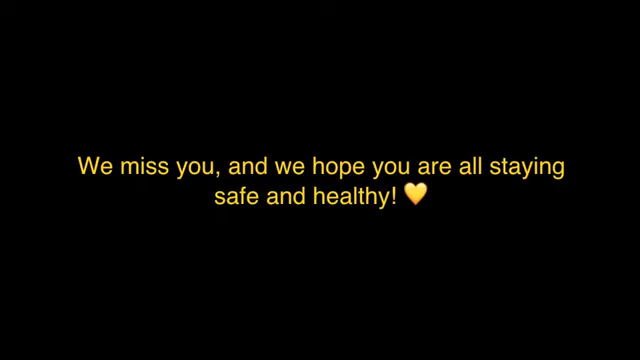 We miss you, and we hope you are all staying
safe and healthy! 💛